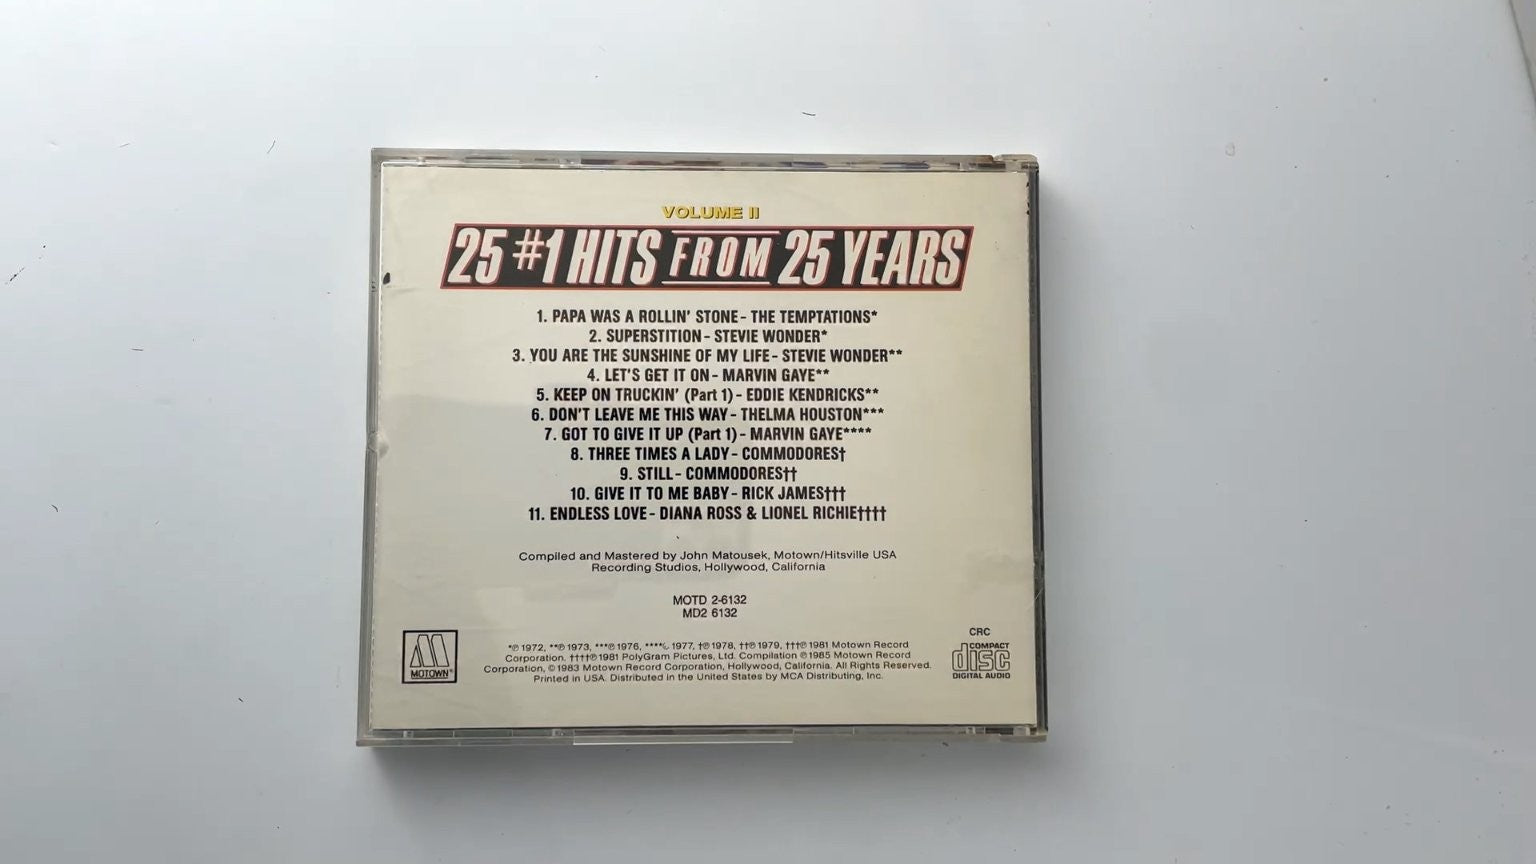 VOLUME II
25 #1 HITS FROM 25 YEARS
1. PAPA WAS A ROLLIN' STONE - THE TEMPTATIONS*
2. SUPERSTITION - STEVIE WONDER*
3. YOU ARE THE SUNSHINE OF MY LIFE - STEVIE WONDER**
4. LET'S GET IT ON - MARVIN GAYE**
5. KEEP ON TRUCKIN' (Part 1) - EDDIE KENDRICKS**
6. DON'T LEAVE ME THIS WAY - THELMA HOUSTON***
7. GOT TO GIVE IT UP (Part 1) - MARVIN GAYE****
8. THREE TIMES A LADY - COMMODORES†
9. STILL - COMMODORES††
10. GIVE IT TO ME BABY - RICK JAMES†††
11. ENDLESS LOVE - DIANA ROSS & LIONEL RICHIE††††
Compiled and Mastered by John Matousek, Motown/Hitsville USA
Recording Studios, Hollywood, California
MOTD 2-6132
MD2 6132
*℗ 1972, **℗ 1973, ***℗ 1976, ****℗ 1977, †℗ 1978, ††℗ 1979, †††℗ 1981 Motown Record
Corporation. ††††℗ 1981 PolyGram Pictures, Ltd. Compilation ℗ 1985 Motown Record
Corporation, © 1983 Motown Record Corporation, Hollywood, California. All Rights Reserved.
Printed in USA. Distributed in the United States by MCA Distributing, Inc.
MOTOWN®
CRC
COMPACT
disc
DIGITAL AUDIO